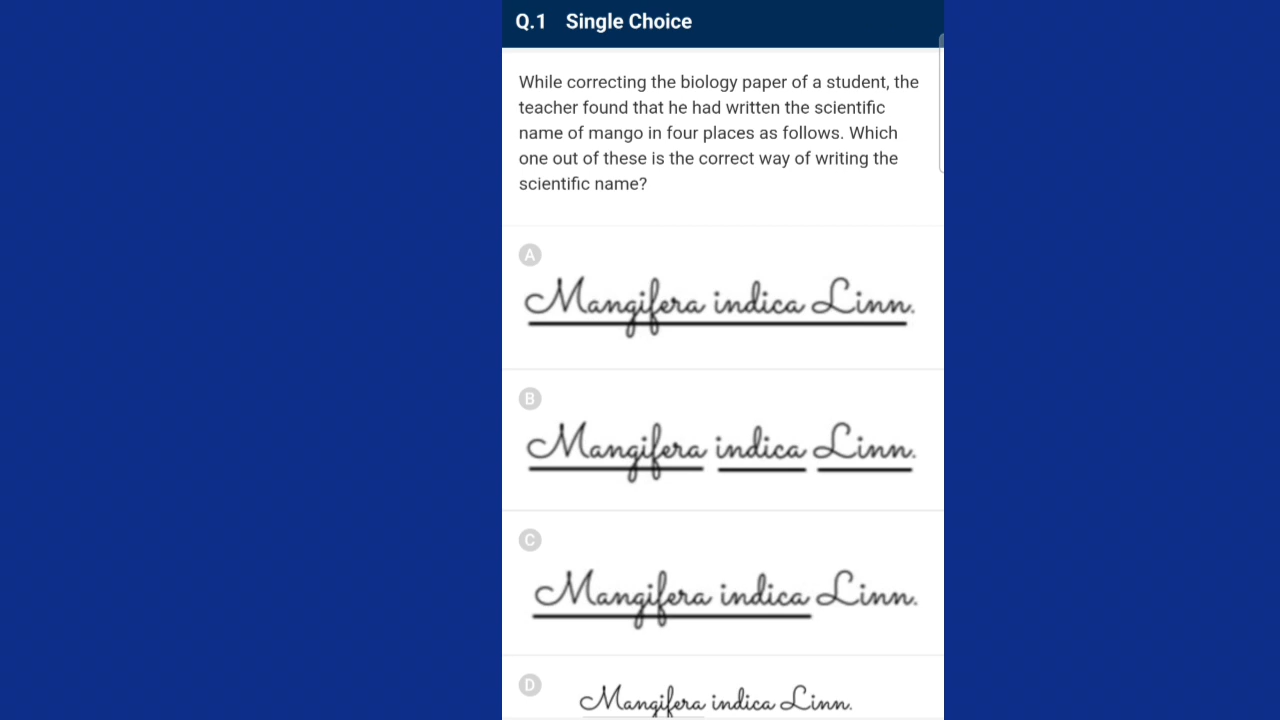 Q.1 Single Choice
While correcting the biology paper of a student, the
teacher found that he had written the scientific
name of mango in four places as follows. Which
one out of these is the correct way of writing the
scientific name?
A
Mangifera indica Linn.
B
Mangifera indica Linn.
C
Mangifera indica Linn.
D
Mangifera indica Linn.